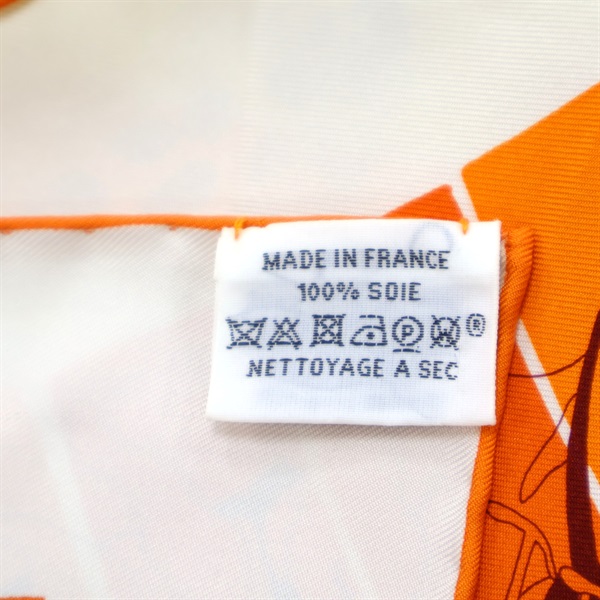 MADE IN FRANCE
100% SOIE
P W ®
NETTOYAGE A SEC